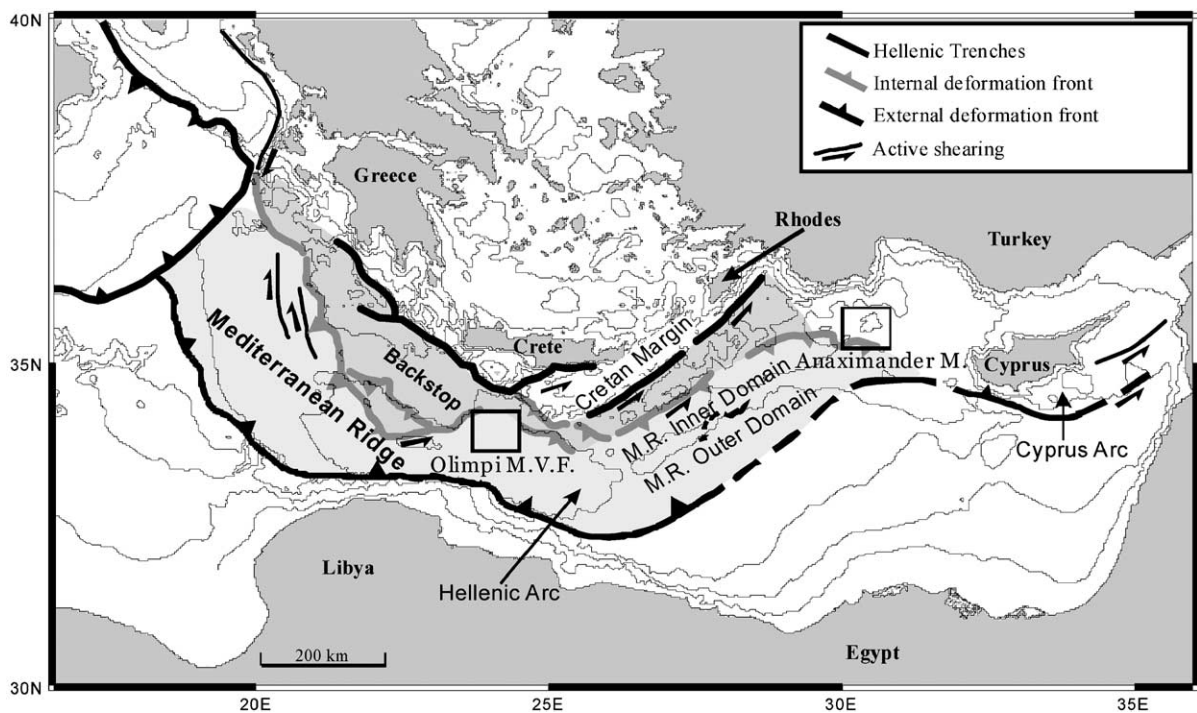 40N
Hellenic Trenches
Internal deformation front
External deformation front
Active shearing
Greece
Rhodes
Turkey
Crete
Cretan Margin
35N
Mediterranean Ridge
Backstop
Anaximander M.
Cyprus
M.R. Inner Domain
M.R. Outer Domain
Olimpi M.V.F.
Cyprus Arc
Libya
Hellenic Arc
200 km
Egypt
30N
20E
25E
30E
35E